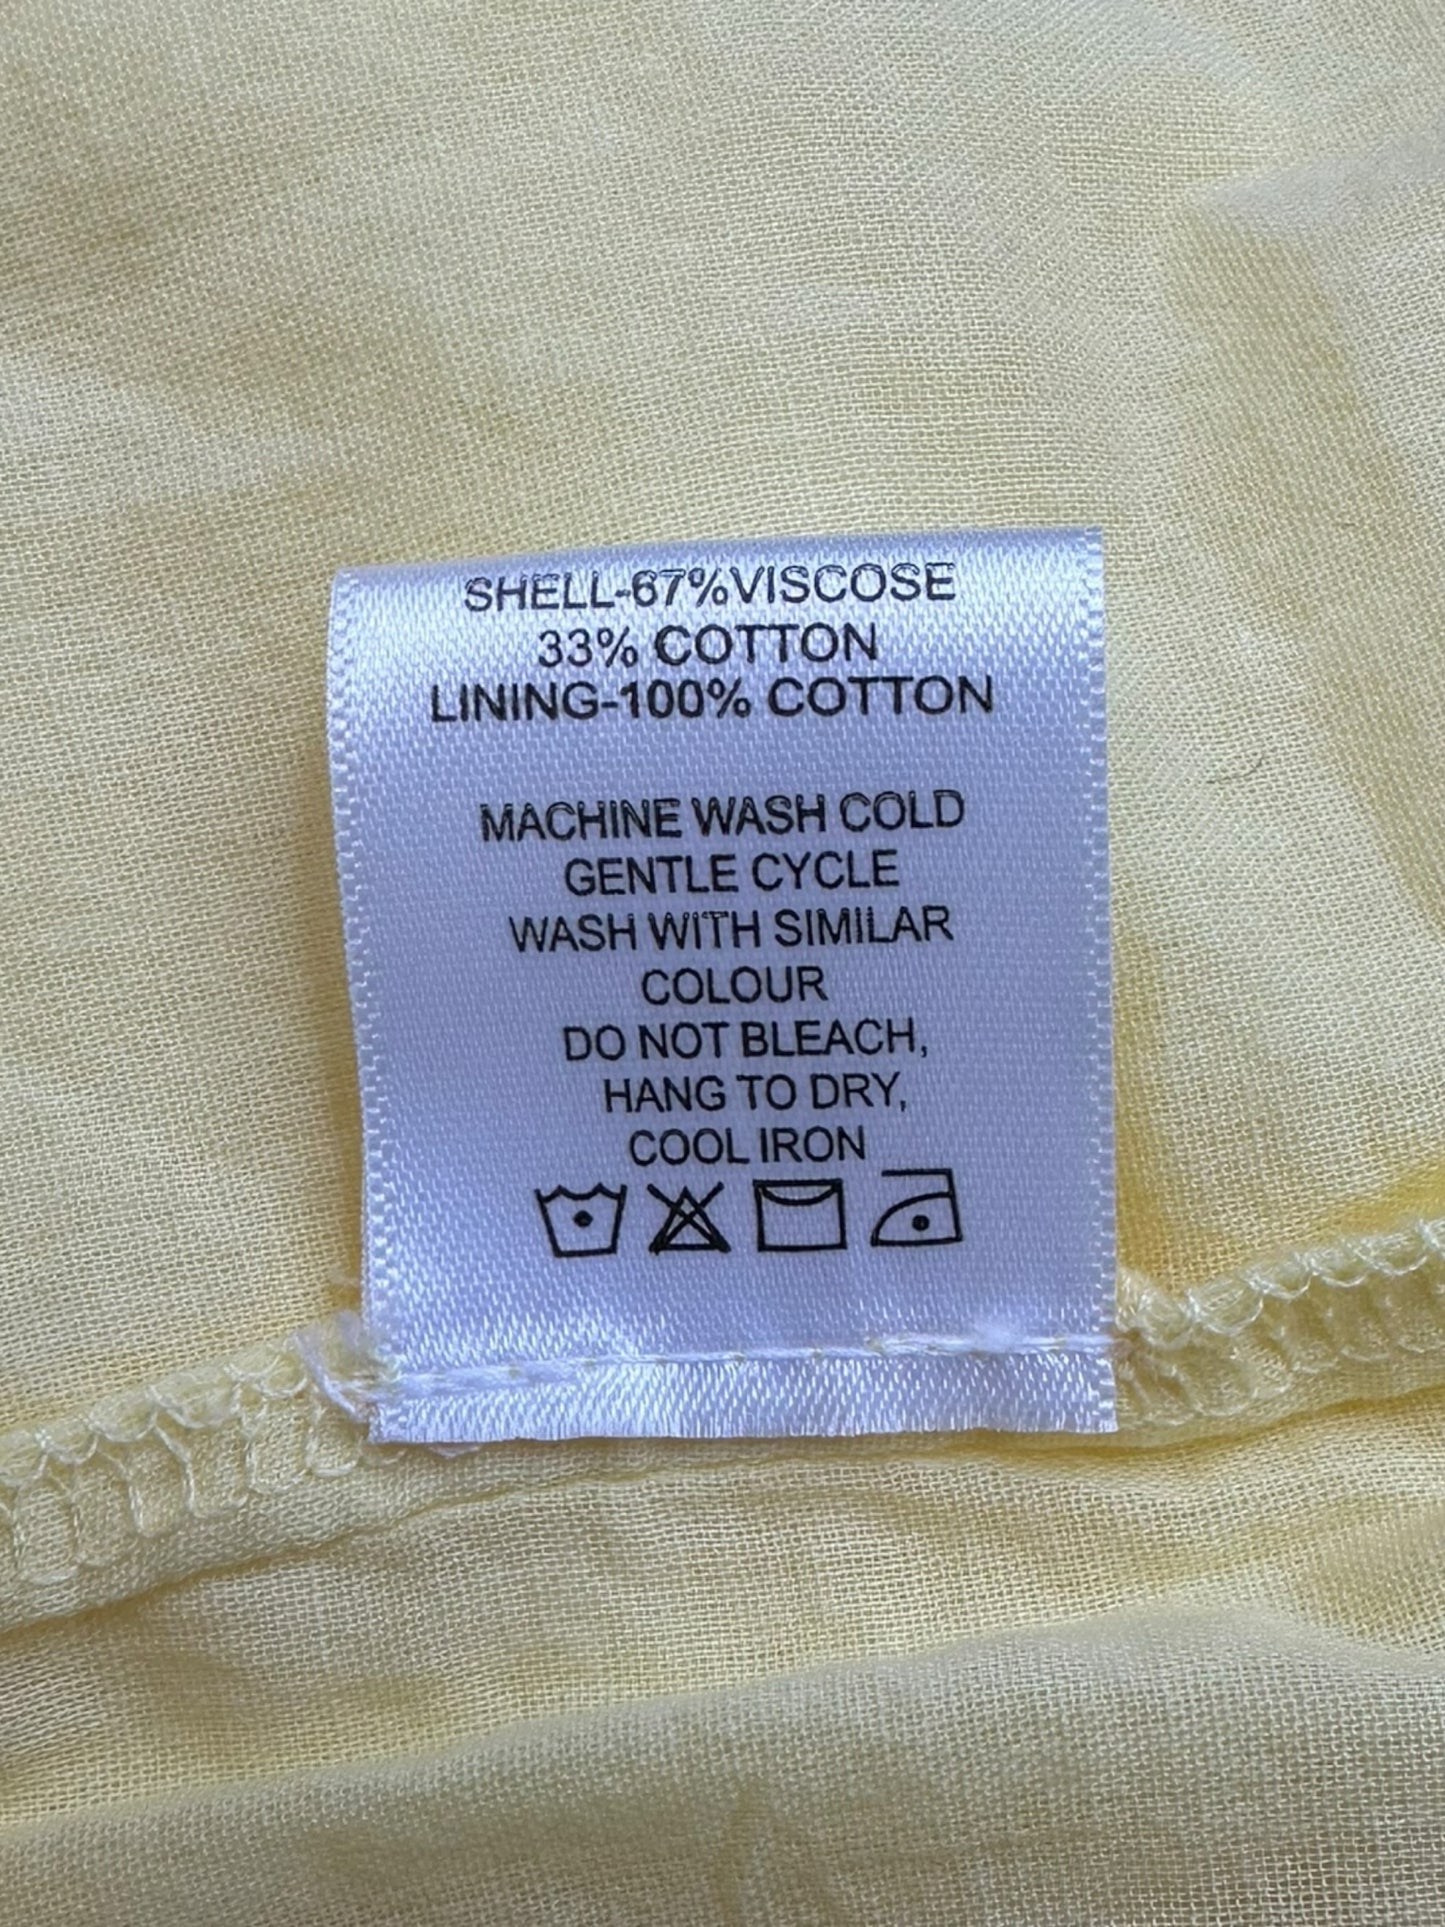 SHELL-67%VISCOSE
33% COTTON
LINING-100% COTTON
MACHINE WASH COLD
GENTLE CYCLE
WASH WITH SIMILAR
COLOUR
DO NOT BLEACH,
HANG TO DRY,
COOL IRON